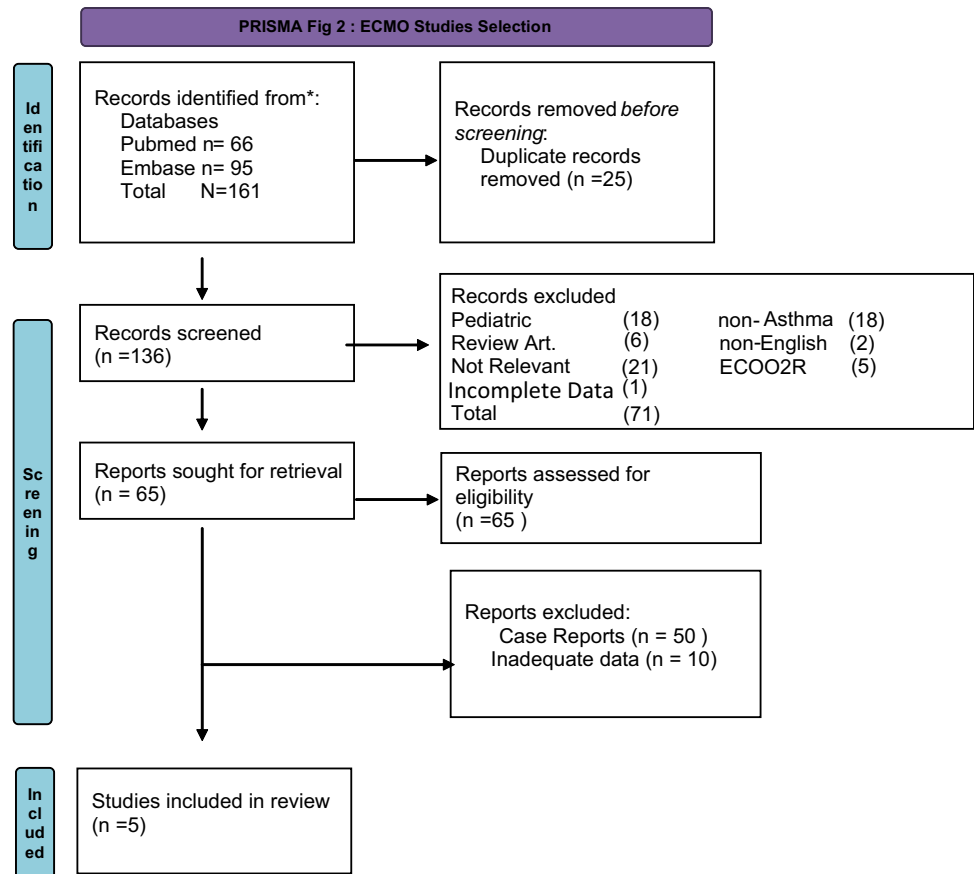 PRISMA Fig 2 : ECMO Studies Selection
Id
en
tifi
ca
tio
n
Records identified from*:
Databases
Pubmed n= 66
Embase n= 95
Total N=161
Records removed before
screening:
Duplicate records
removed (n =25)
Sc
re
en
in
g
Records screened
(n =136)
Records excluded
Pediatric (18) non- Asthma (18)
Review Art. (6) non-English (2)
Not Relevant (21) ECOO2R (5)
Incomplete Data (1)
Total (71)
Reports sought for retrieval
(n = 65)
Reports assessed for
eligibility
(n =65 )
Reports excluded:
Case Reports (n = 50 )
Inadequate data (n = 10)
In
cl
ud
ed
Studies included in review
(n =5)